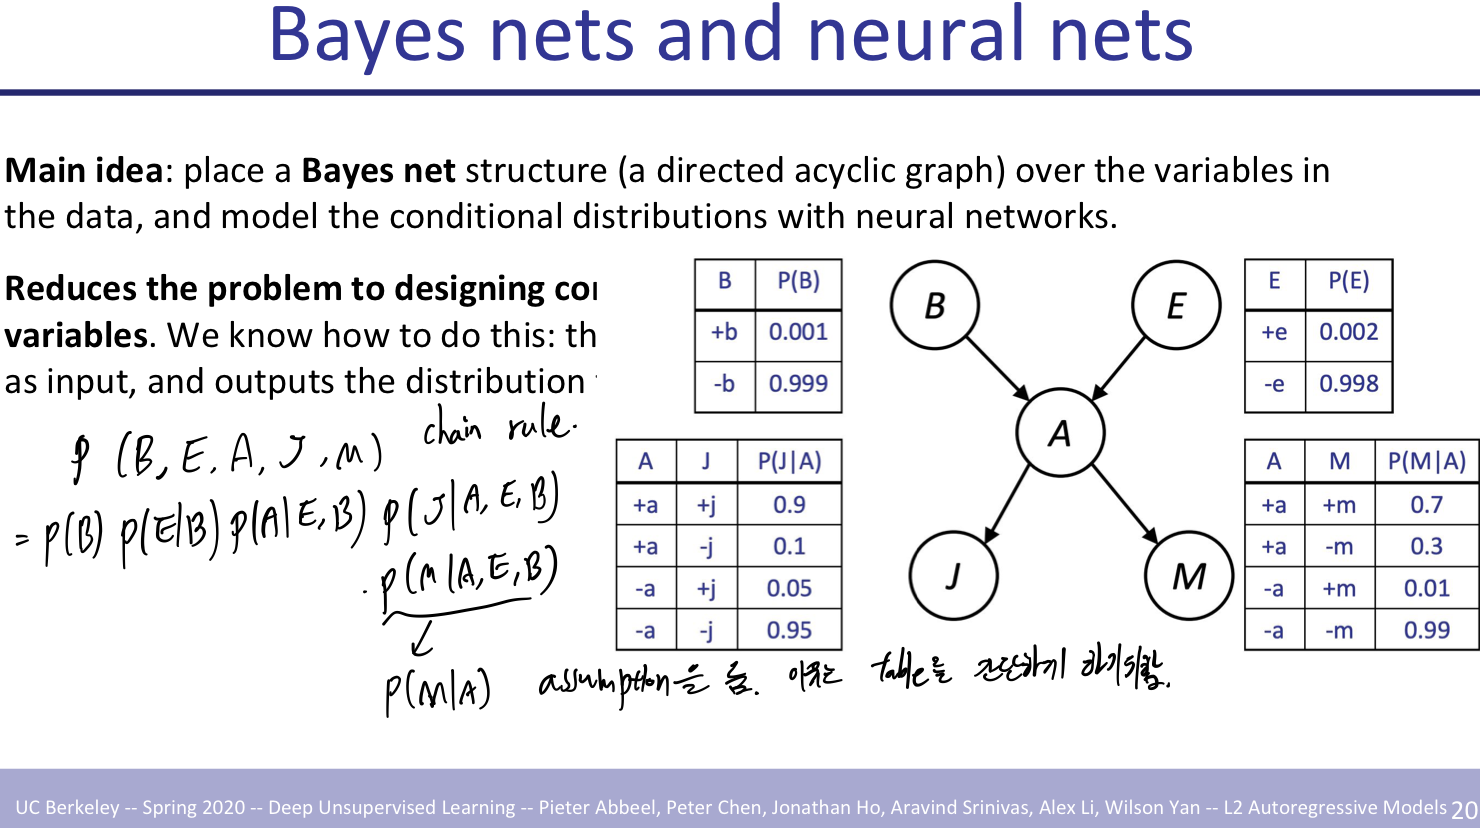 Bayes nets and neural nets
Main idea: place a Bayes net structure (a directed acyclic graph) over the variables in
the data, and model the conditional distributions with neural networks.
Reduces the problem to designing co
variables. We know how to do this: th
as input, and outputs the distribution
chain rule.
P (B, E, A, J, M)
= P(B) P(E|B) P(A|E,B) P(J|A, E, B)
· P(M|A,E,B)
P(M|A) assumption을 둠. 이유는 table를 간단하게 하기위함.
B P(B)
+b 0.001
-b 0.999
B
E
A
J
M
E P(E)
+e 0.002
-e 0.998
A J P(J|A)
+a +j 0.9
+a -j 0.1
-a +j 0.05
-a -j 0.95
A M P(M|A)
+a +m 0.7
+a -m 0.3
-a +m 0.01
-a -m 0.99
UC Berkeley -- Spring 2020 -- Deep Unsupervised Learning -- Pieter Abbeel, Peter Chen, Jonathan Ho, Aravind Srinivas, Alex Li, Wilson Yan -- L2 Autoregressive Models 20